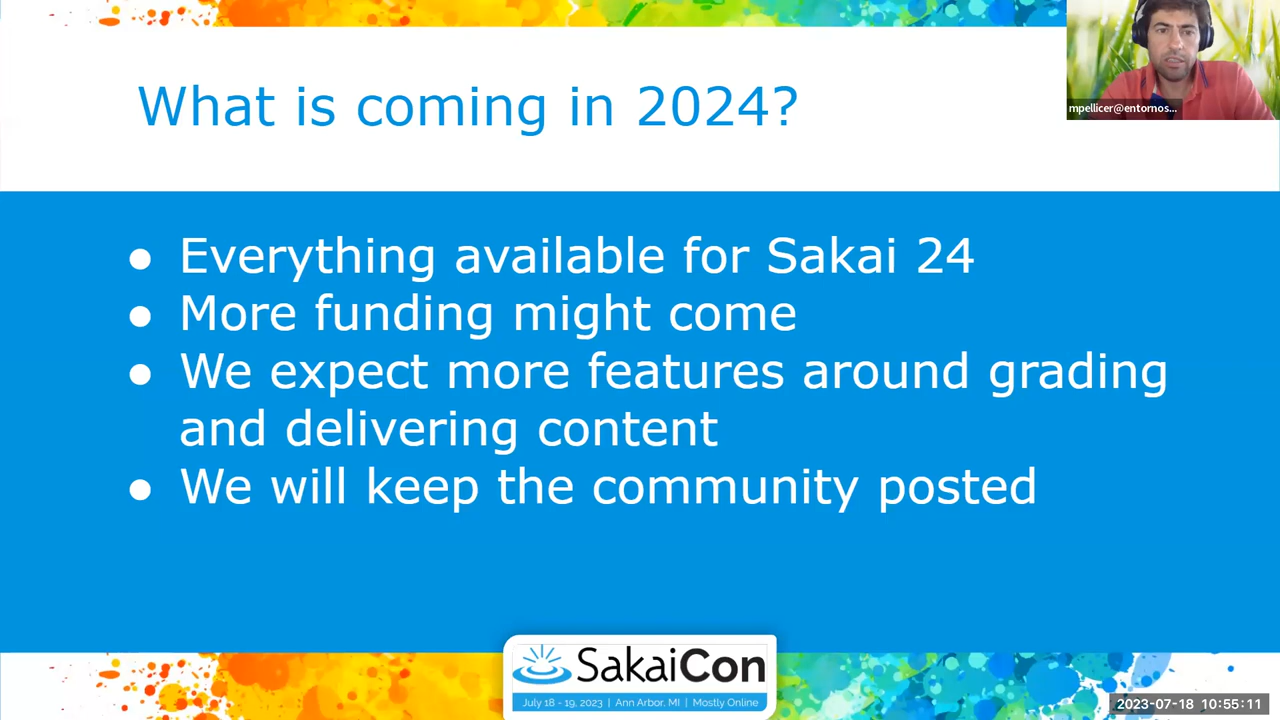 What is coming in 2024?
mpellicer@entornos...
● Everything available for Sakai 24
● More funding might come
● We expect more features around grading
and delivering content
● We will keep the community posted
SakaiCon
July 18 - 19, 2023 | Ann Arbor, MI | Mostly Online
2023-07-18 10:55:11